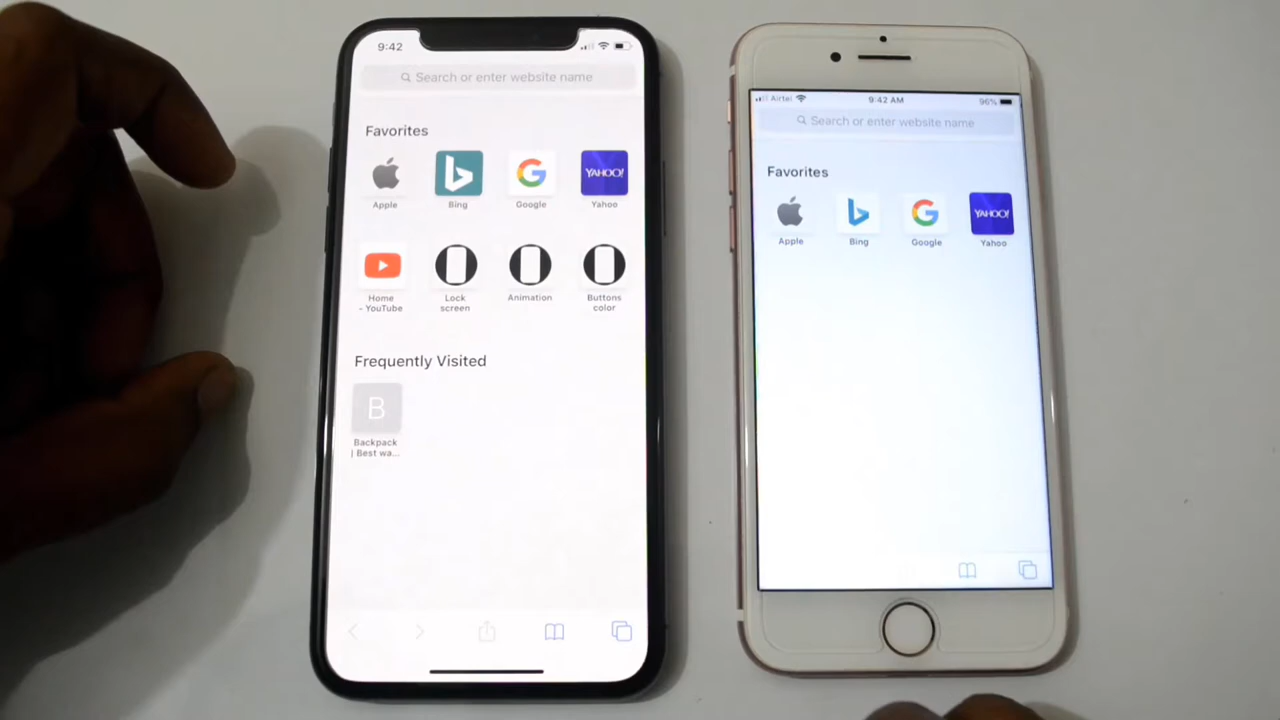 9:42
Search or enter website name
Favorites
YAHOO!
Apple
Bing
Google
Yahoo
Home
- YouTube
Lock
screen
Animation
Buttons
color
Frequently Visited
B
Backpack
| Best wa...
Airtel
9:42 AM
96%
Search or enter website name
Favorites
YAHOO!
Apple
Bing
Google
Yahoo